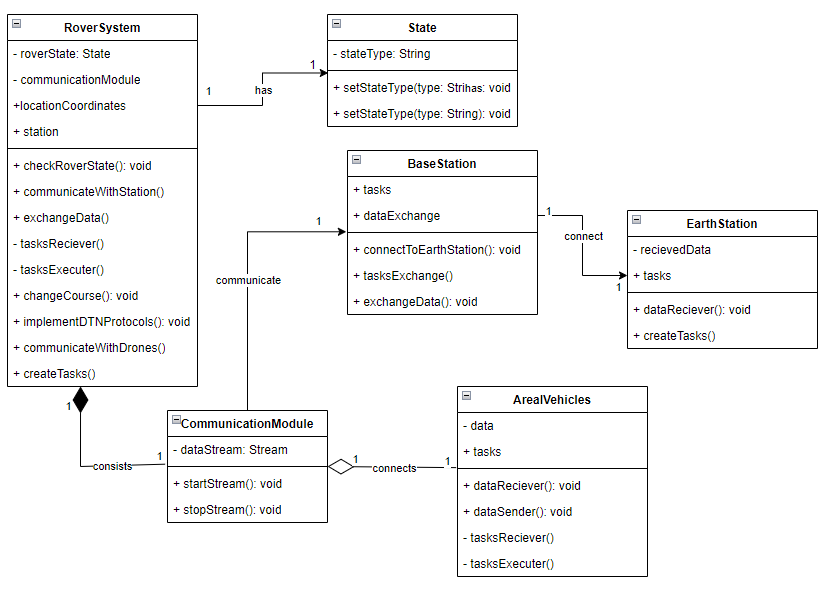 RoverSystem
- roverState: State
- communicationModule
+locationCoordinates
+ station
+ checkRoverState(): void
+ communicateWithStation()
+ exchangeData()
- tasksReciever()
- tasksExecuter()
+ changeCourse(): void
+ implementDTNProtocols(): void
+ communicateWithDrones()
+ createTasks()
1
has
1
State
- stateType: String
+ setStateType(type: Strihas: void
+ setStateType(type: String): void
BaseStation
+ tasks
+ dataExchange
+ connectToEarthStation(): void
+ tasksExchange()
+ exchangeData(): void
1
connect
1
EarthStation
- recievedData
+ tasks
+ dataReciever(): void
+ createTasks()
1
communicate
1
consists
1
CommunicationModule
- dataStream: Stream
+ startStream(): void
+ stopStream(): void
1
connects
1
ArealVehicles
- data
+ tasks
+ dataReciever(): void
+ dataSender(): void
- tasksReciever()
- tasksExecuter()